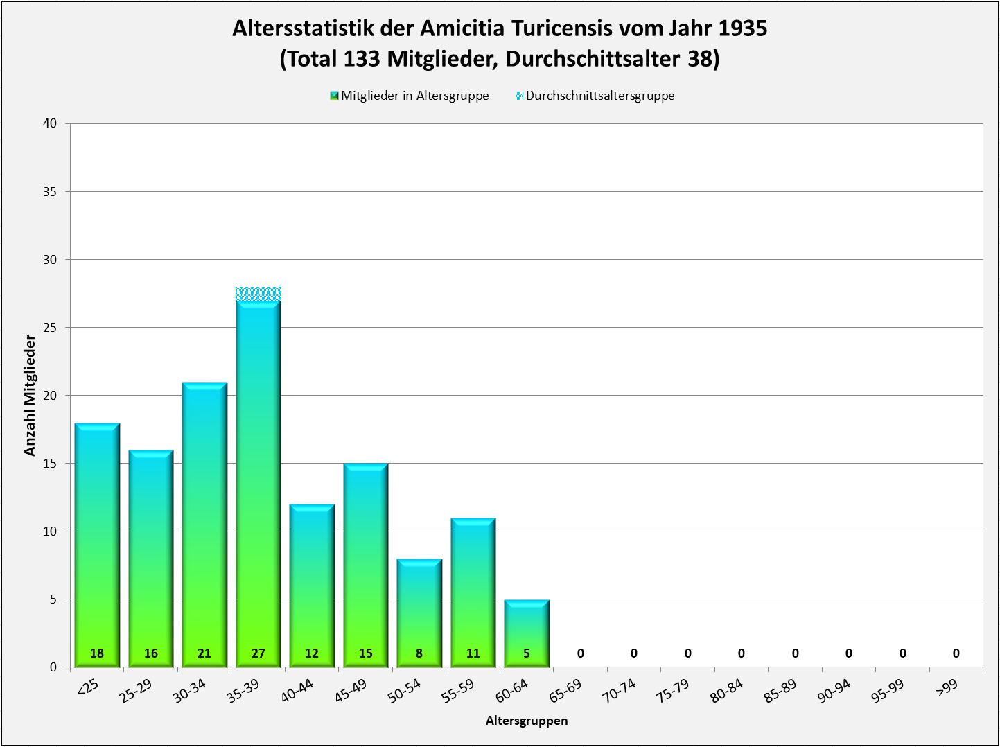 Altersstatistik der Amicitia Turicensis vom Jahr 1935
(Total 133 Mitglieder, Durchschittsalter 38)
Mitglieder in Altersgruppe Durchschnittsaltersgruppe
40
35
30
25
20
15
10
5
0
Anzahl Mitglieder
18 16 21 27 12 15 8 11 5 0 0 0 0 0 0 0 0
<25 25-29 30-34 35-39 40-44 45-49 50-54 55-59 60-64 65-69 70-74 75-79 80-84 85-89 90-94 95-99 >99
Altersgruppen